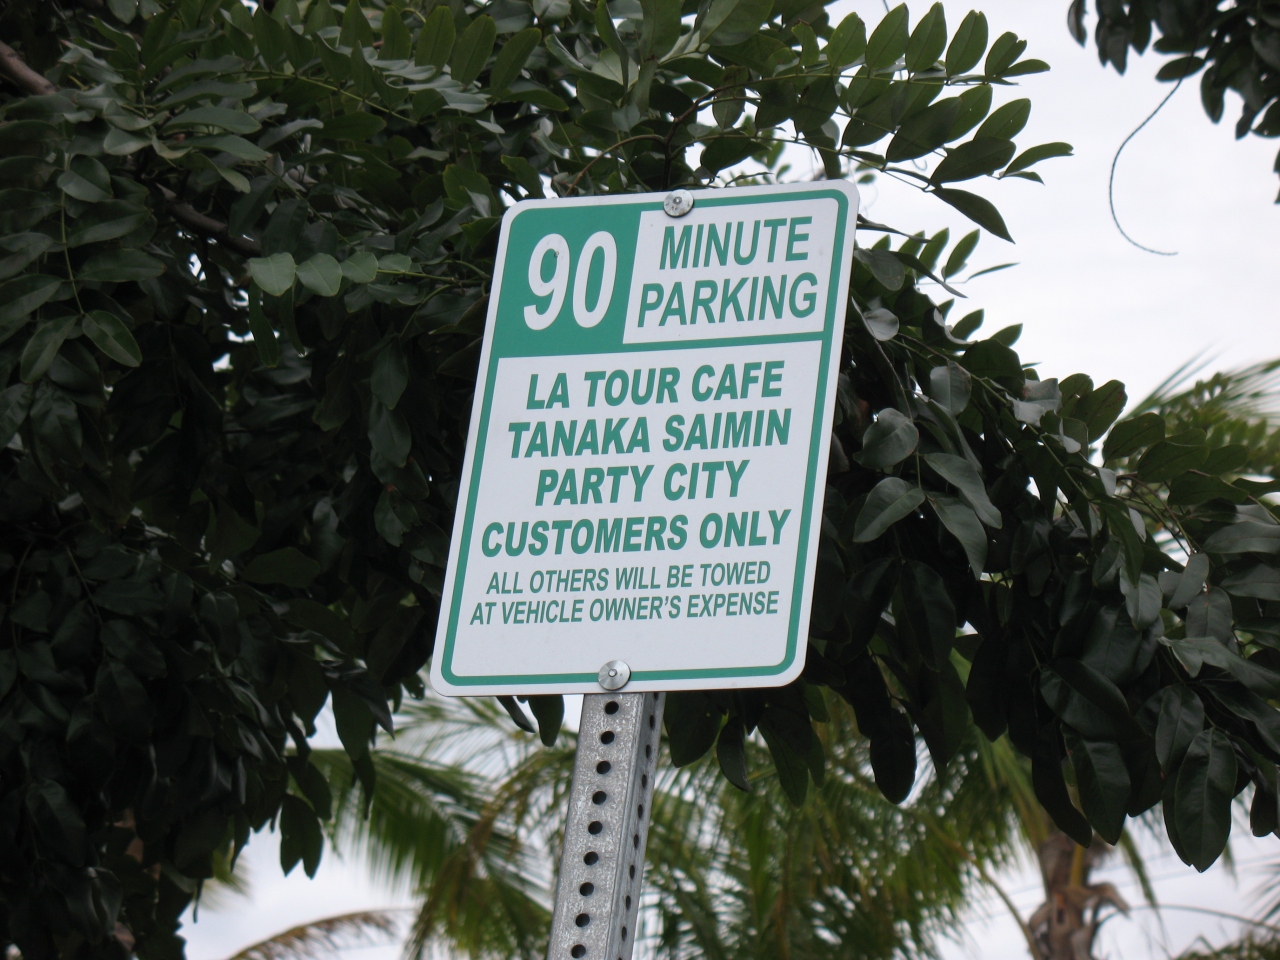 90 MINUTE
PARKING
LA TOUR CAFE
TANAKA SAIMIN
PARTY CITY
CUSTOMERS ONLY
ALL OTHERS WILL BE TOWED
AT VEHICLE OWNER'S EXPENSE